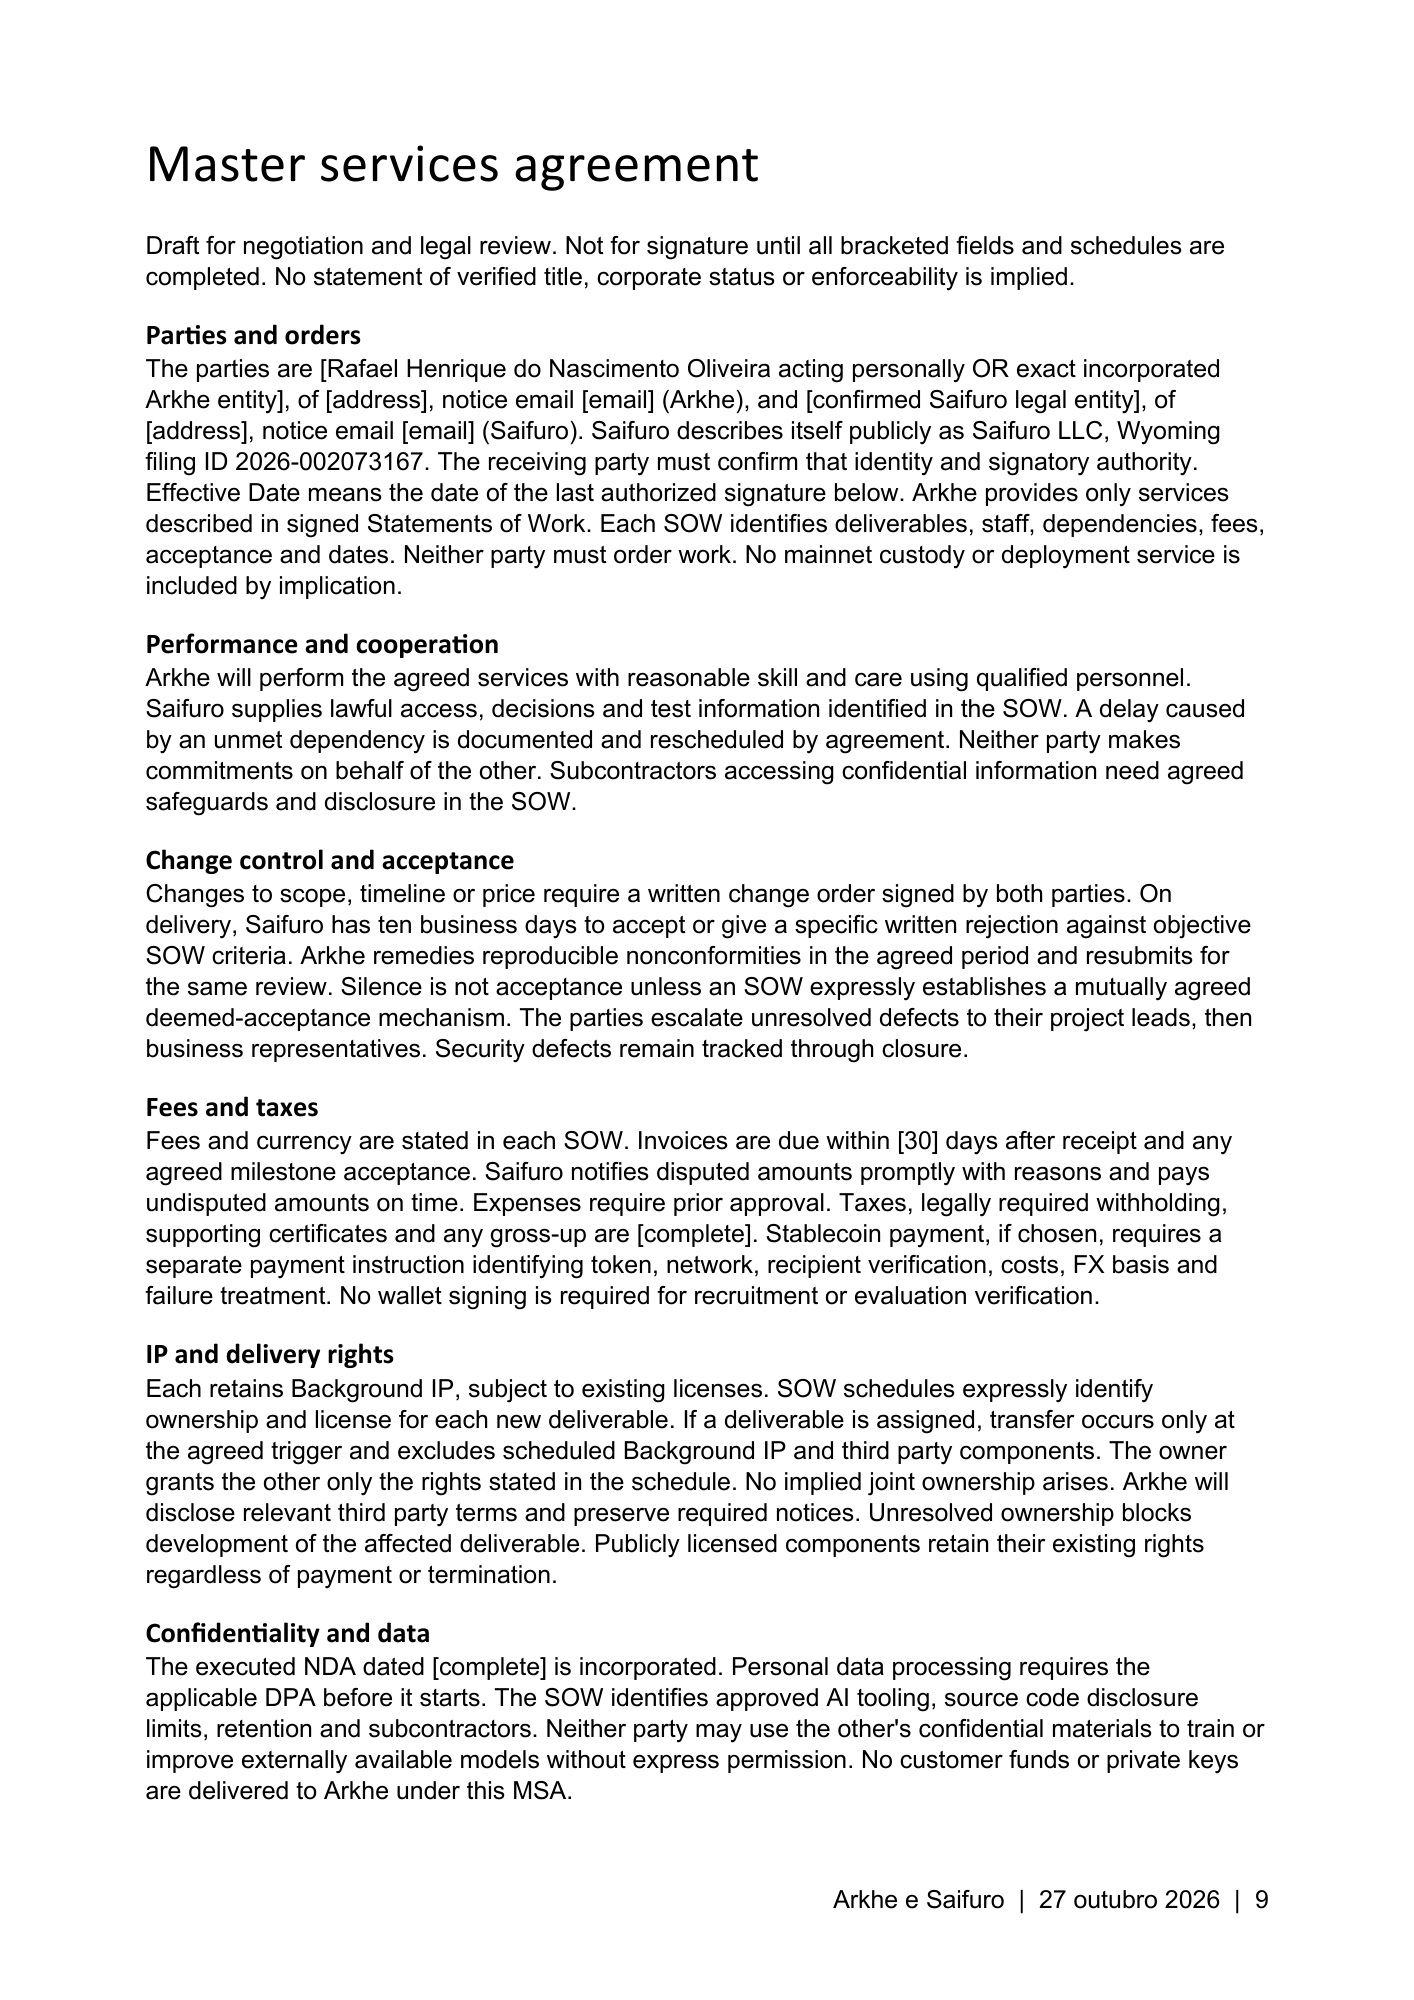 Master services agreement
Draft for negotiation and legal review. Not for signature until all bracketed fields and schedules are
completed. No statement of verified title, corporate status or enforceability is implied.
Parties and orders
The parties are [Rafael Henrique do Nascimento Oliveira acting personally OR exact incorporated
Arkhe entity], of [address], notice email [email] (Arkhe), and [confirmed Saifuro legal entity], of
[address], notice email [email] (Saifuro). Saifuro describes itself publicly as Saifuro LLC, Wyoming
filing ID 2026-002073167. The receiving party must confirm that identity and signatory authority.
Effective Date means the date of the last authorized signature below. Arkhe provides only services
described in signed Statements of Work. Each SOW identifies deliverables, staff, dependencies, fees,
acceptance and dates. Neither party must order work. No mainnet custody or deployment service is
included by implication.
Performance and cooperation
Arkhe will perform the agreed services with reasonable skill and care using qualified personnel.
Saifuro supplies lawful access, decisions and test information identified in the SOW. A delay caused
by an unmet dependency is documented and rescheduled by agreement. Neither party makes
commitments on behalf of the other. Subcontractors accessing confidential information need agreed
safeguards and disclosure in the SOW.
Change control and acceptance
Changes to scope, timeline or price require a written change order signed by both parties. On
delivery, Saifuro has ten business days to accept or give a specific written rejection against objective
SOW criteria. Arkhe remedies reproducible nonconformities in the agreed period and resubmits for
the same review. Silence is not acceptance unless an SOW expressly establishes a mutually agreed
deemed-acceptance mechanism. The parties escalate unresolved defects to their project leads, then
business representatives. Security defects remain tracked through closure.
Fees and taxes
Fees and currency are stated in each SOW. Invoices are due within [30] days after receipt and any
agreed milestone acceptance. Saifuro notifies disputed amounts promptly with reasons and pays
undisputed amounts on time. Expenses require prior approval. Taxes, legally required withholding,
supporting certificates and any gross-up are [complete]. Stablecoin payment, if chosen, requires a
separate payment instruction identifying token, network, recipient verification, costs, FX basis and
failure treatment. No wallet signing is required for recruitment or evaluation verification.
IP and delivery rights
Each retains Background IP, subject to existing licenses. SOW schedules expressly identify
ownership and license for each new deliverable. If a deliverable is assigned, transfer occurs only at
the agreed trigger and excludes scheduled Background IP and third party components. The owner
grants the other only the rights stated in the schedule. No implied joint ownership arises. Arkhe will
disclose relevant third party terms and preserve required notices. Unresolved ownership blocks
development of the affected deliverable. Publicly licensed components retain their existing rights
regardless of payment or termination.
Confidentiality and data
The executed NDA dated [complete] is incorporated. Personal data processing requires the
applicable DPA before it starts. The SOW identifies approved AI tooling, source code disclosure
limits, retention and subcontractors. Neither party may use the other's confidential materials to train or
improve externally available models without express permission. No customer funds or private keys
are delivered to Arkhe under this MSA.
Arkhe e Saifuro | 27 outubro 2026 | 9